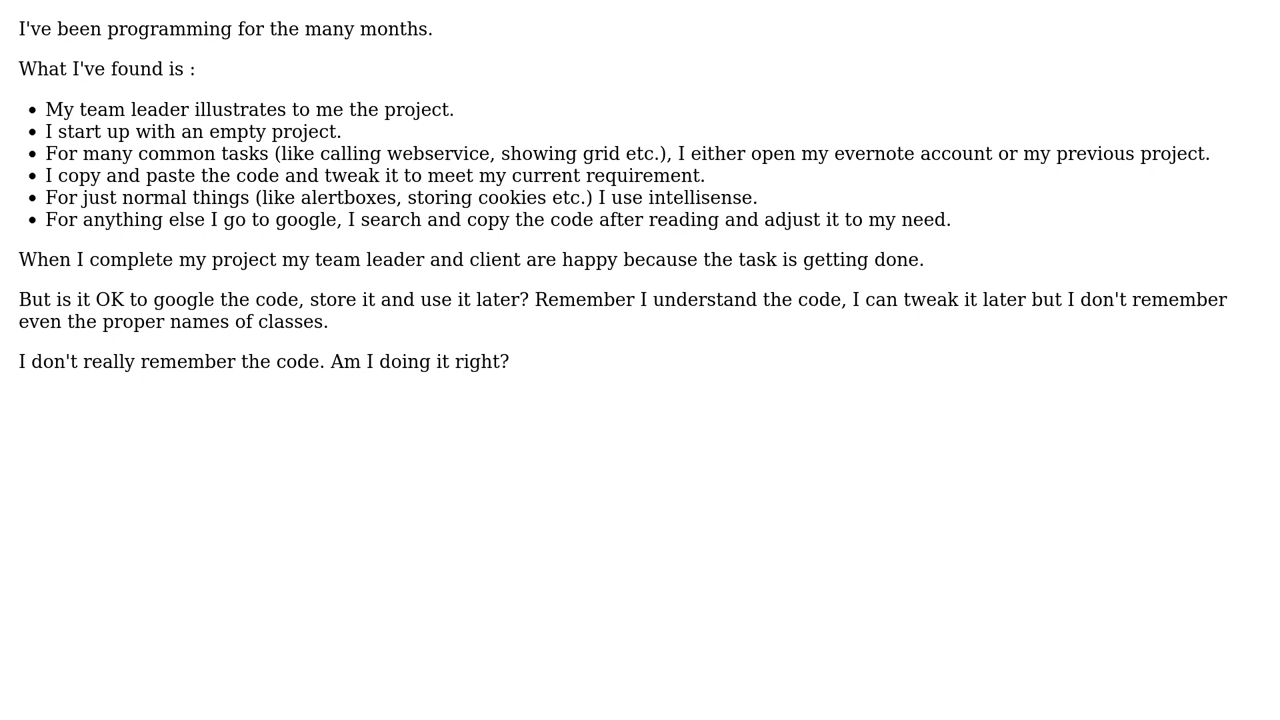 I've been programming for the many months.
What I've found is :
• My team leader illustrates to me the project.
• I start up with an empty project.
• For many common tasks (like calling webservice, showing grid etc.), I either open my evernote account or my previous project.
• I copy and paste the code and tweak it to meet my current requirement.
• For just normal things (like alertboxes, storing cookies etc.) I use intellisense.
• For anything else I go to google, I search and copy the code after reading and adjust it to my need.
When I complete my project my team leader and client are happy because the task is getting done.
But is it OK to google the code, store it and use it later? Remember I understand the code, I can tweak it later but I don't remember
even the proper names of classes.
I don't really remember the code. Am I doing it right?